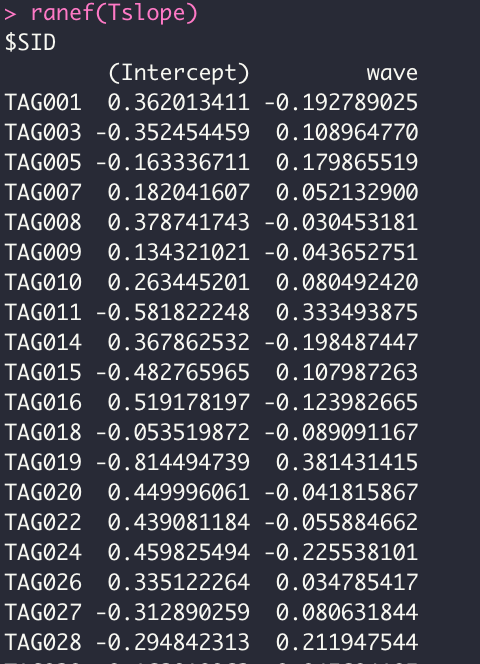 > ranef(Tslope)
$SID
(Intercept) wave
TAG001 0.362013411 -0.192789025
TAG003 -0.352454459 0.108964770
TAG005 -0.163336711 0.179865519
TAG007 0.182041607 0.052132900
TAG008 0.378741743 -0.030453181
TAG009 0.134321021 -0.043652751
TAG010 0.263445201 0.080492420
TAG011 -0.581822248 0.333493875
TAG014 0.367862532 -0.198487447
TAG015 -0.482765965 0.107987263
TAG016 0.519178197 -0.123982665
TAG018 -0.053519872 -0.089091167
TAG019 -0.814494739 0.381431415
TAG020 0.449996061 -0.041815867
TAG022 0.439081184 -0.055884662
TAG024 0.459825494 -0.225538101
TAG026 0.335122264 0.034785417
TAG027 -0.312890259 0.080631844
TAG028 -0.294842313 0.211947544